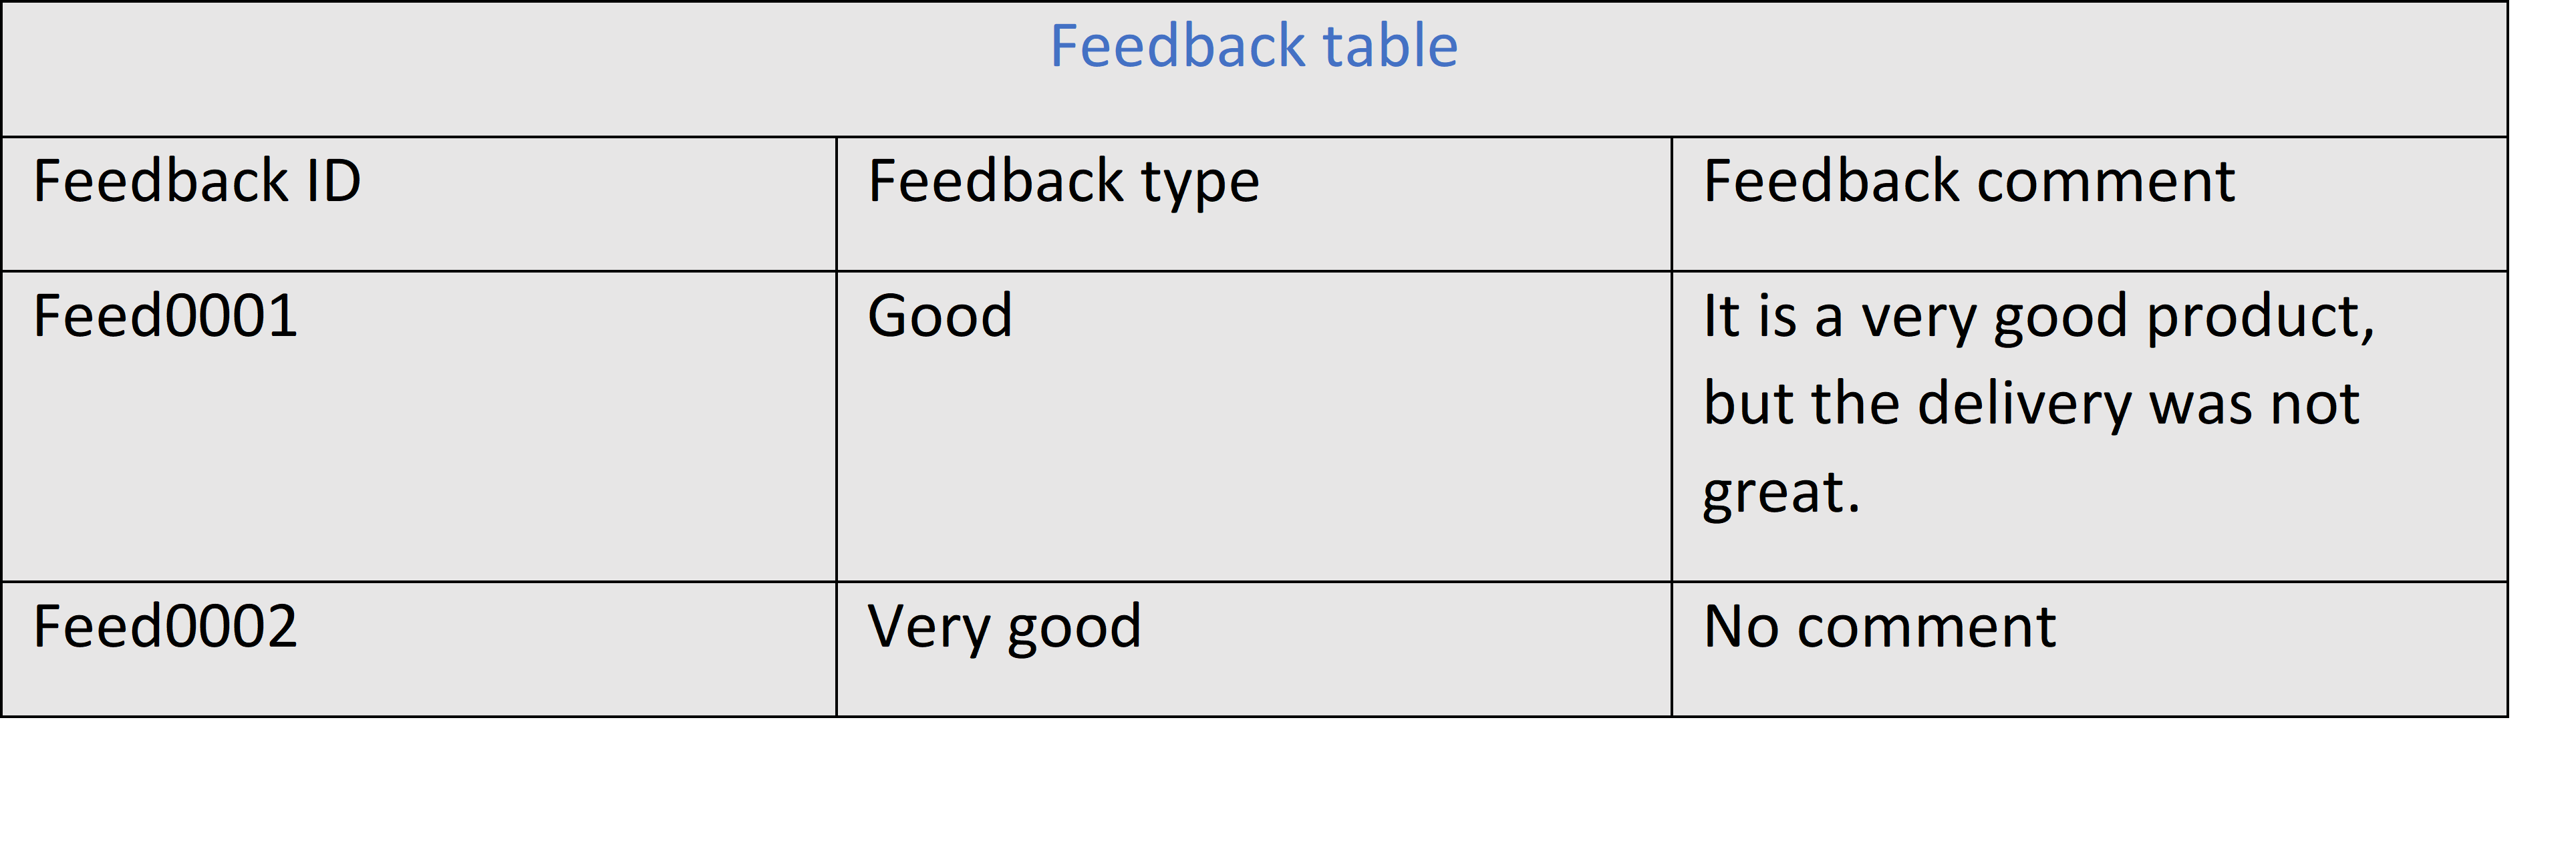 Feedback table
Feedback ID
Feedback type
Feedback comment
Feed0001
Good
It is a very good product,
but the delivery was not
great.
Feed0002
Very good
No comment